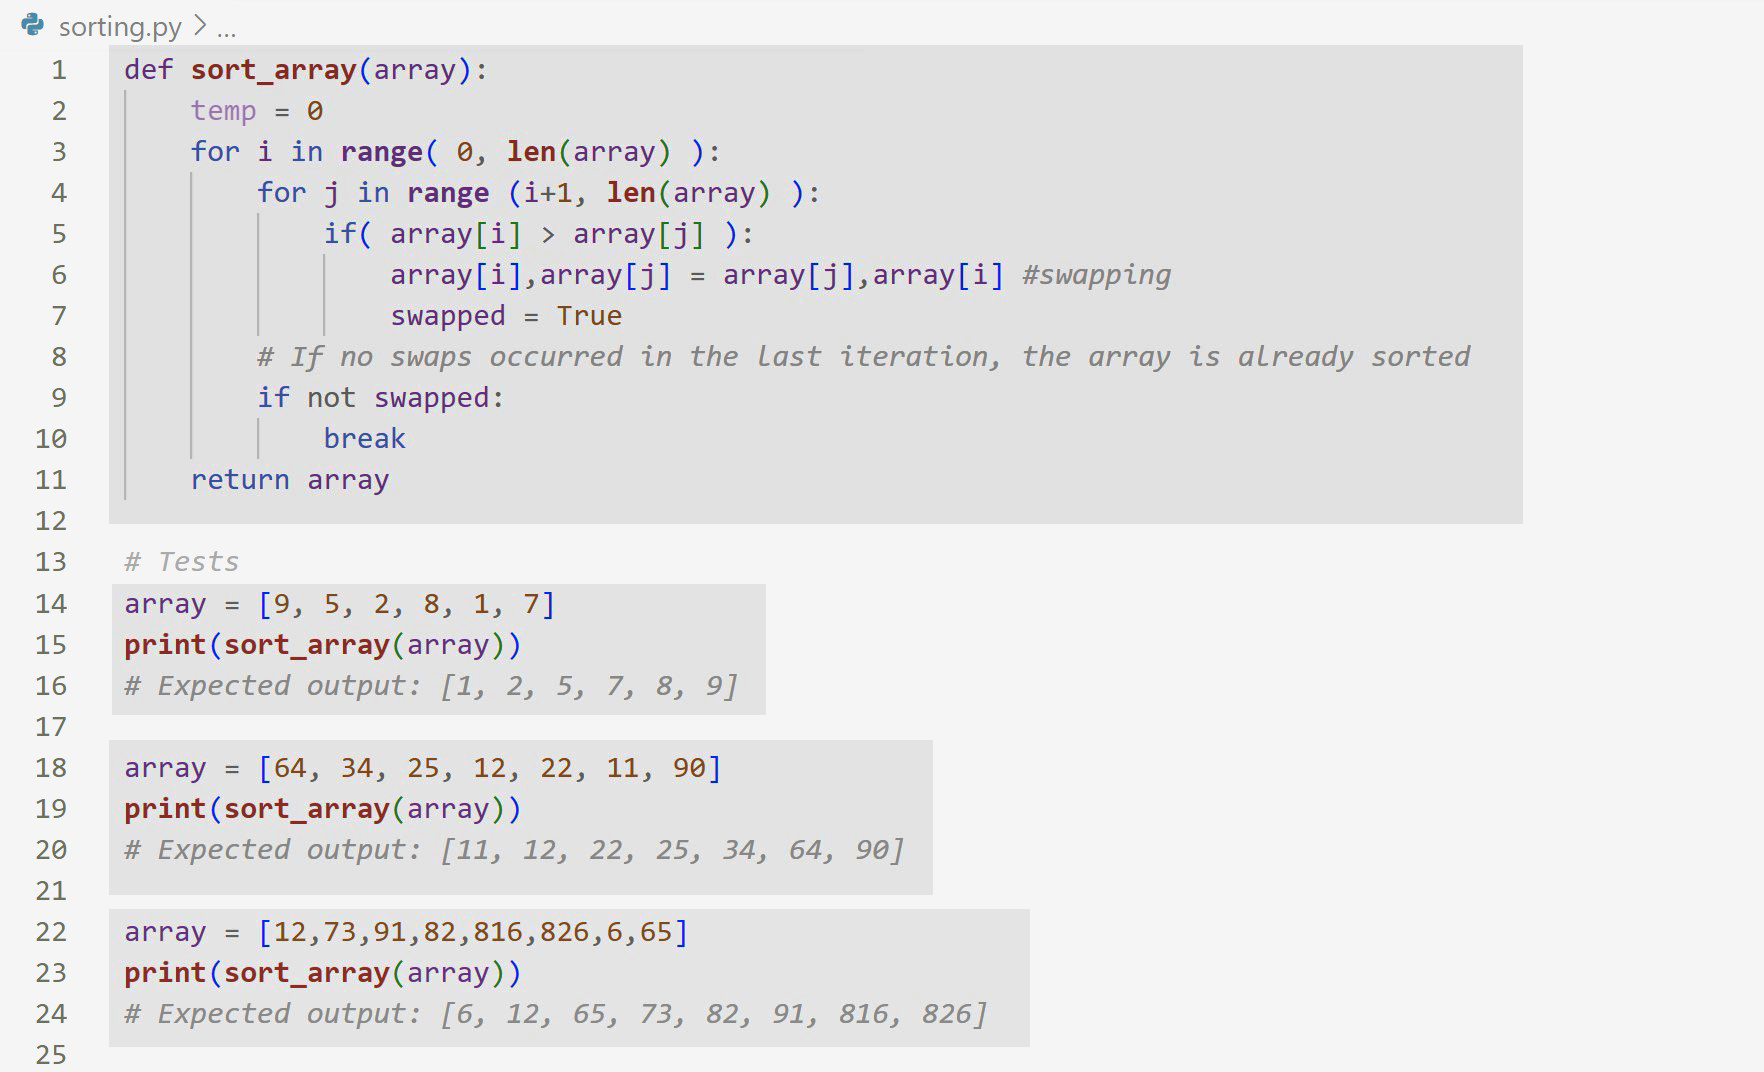 sorting.py > ...
1 def sort_array(array):
2     temp = 0
3     for i in range( 0, len(array) ):
4         for j in range (i+1, len(array) ):
5             if( array[i] > array[j] ):
6                 array[i],array[j] = array[j],array[i] #swapping
7                 swapped = True
8         # If no swaps occurred in the last iteration, the array is already sorted
9         if not swapped:
10             break
11     return array
12
13 # Tests
14 array = [9, 5, 2, 8, 1, 7]
15 print(sort_array(array))
16 # Expected output: [1, 2, 5, 7, 8, 9]
17
18 array = [64, 34, 25, 12, 22, 11, 90]
19 print(sort_array(array))
20 # Expected output: [11, 12, 22, 25, 34, 64, 90]
21
22 array = [12,73,91,82,816,826,6,65]
23 print(sort_array(array))
24 # Expected output: [6, 12, 65, 73, 82, 91, 816, 826]
25